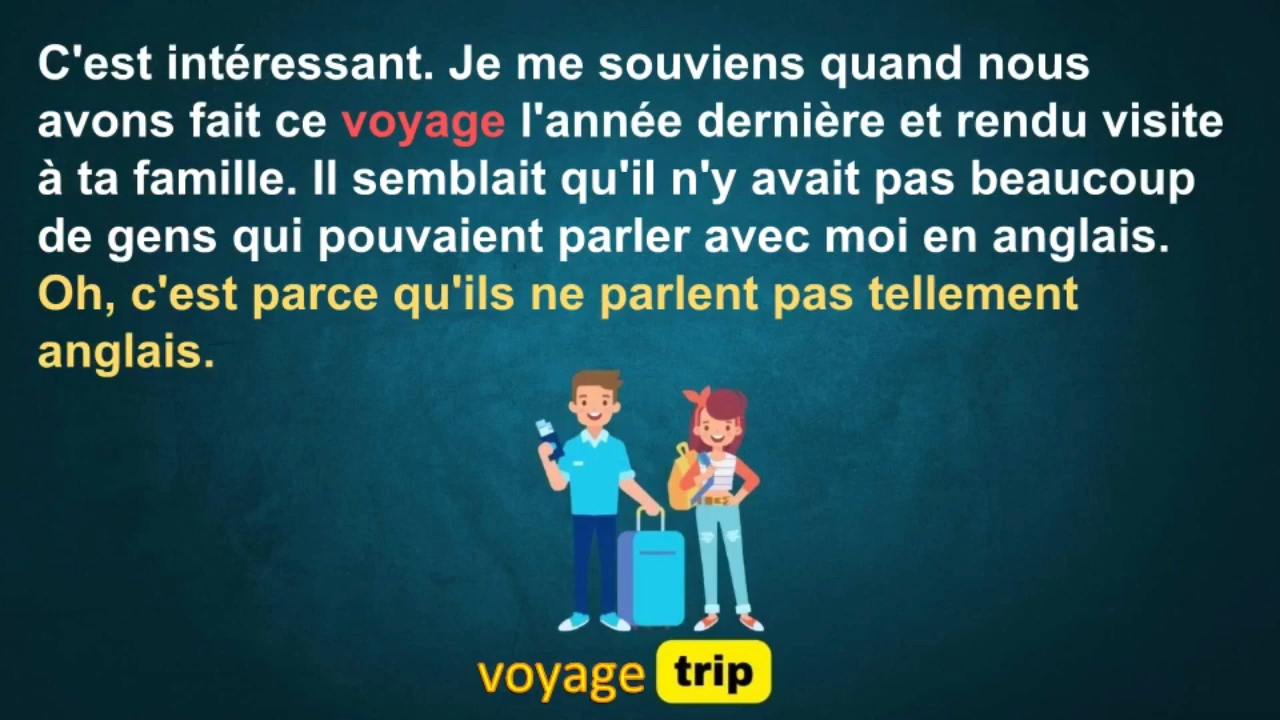 C'est intéressant. Je me souviens quand nous
avons fait ce voyage l'année dernière et rendu visite
à ta famille. Il semblait qu'il n'y avait pas beaucoup
de gens qui pouvaient parler avec moi en anglais.
Oh, c'est parce qu'ils ne parlent pas tellement
anglais.
voyage trip